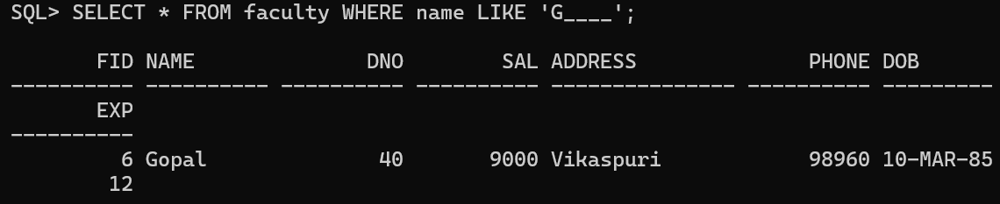 SQL> SELECT * FROM faculty WHERE name LIKE 'G____';
       FID NAME              DNO        SAL ADDRESS              PHONE DOB
---------- ---------- ---------- ---------- --------------- ---------- ---------
       EXP
----------
         6 Gopal              40       9000 Vikaspuri            98960 10-MAR-85
        12